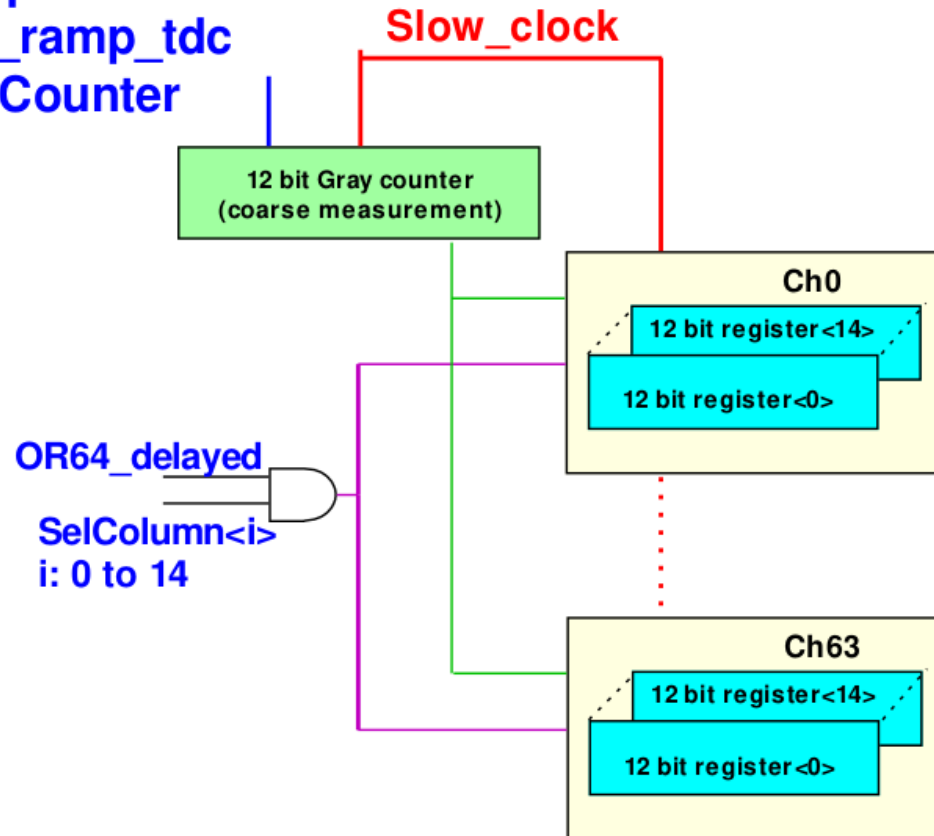 _ramp_tdc
Counter
Slow_clock
12 bit Gray counter
(coarse measurement)
Ch0
12 bit register<14>
12 bit register<0>
OR64_delayed
SelColumn<i>
i: 0 to 14
Ch63
12 bit register<14>
12 bit register<0>